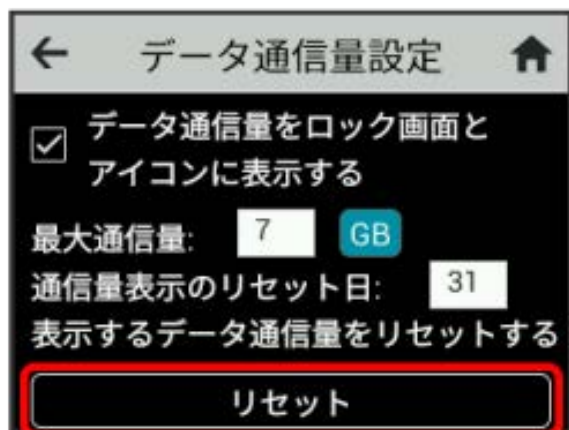 データ通信量設定
データ通信量をロック画面と
アイコンに表示する
最大通信量: 7 GB
通信量表示のリセット日: 31
表示するデータ通信量をリセットする
リセット